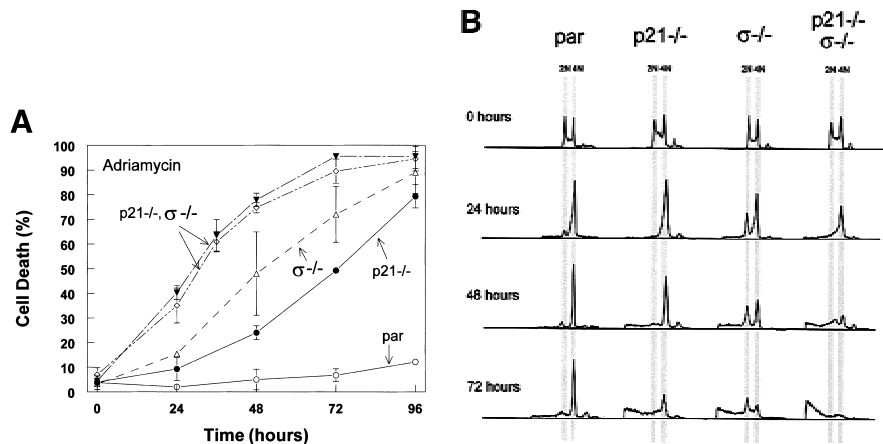 A
Adriamycin
Cell Death (%)
100
90
80
70
60
50
40
30
20
10
0
p21-/-, σ-/-
σ-/-
p21-/-
par
0 24 48 72 96
Time (hours)
B
par p21-/- σ-/- p21-/-
σ-/-
2N 4N 2N 4N 2N 4N 2N 4N
0 hours
24 hours
48 hours
72 hours